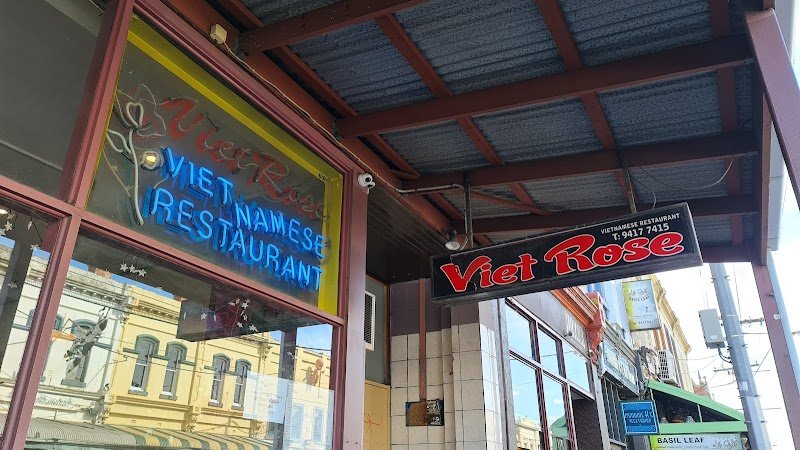 Viet Rose
VIETNAMESE
RESTAURANT
VIETNAMESE RESTAURANT
T: 9417 7415
Viet Rose
BASIL LEAF